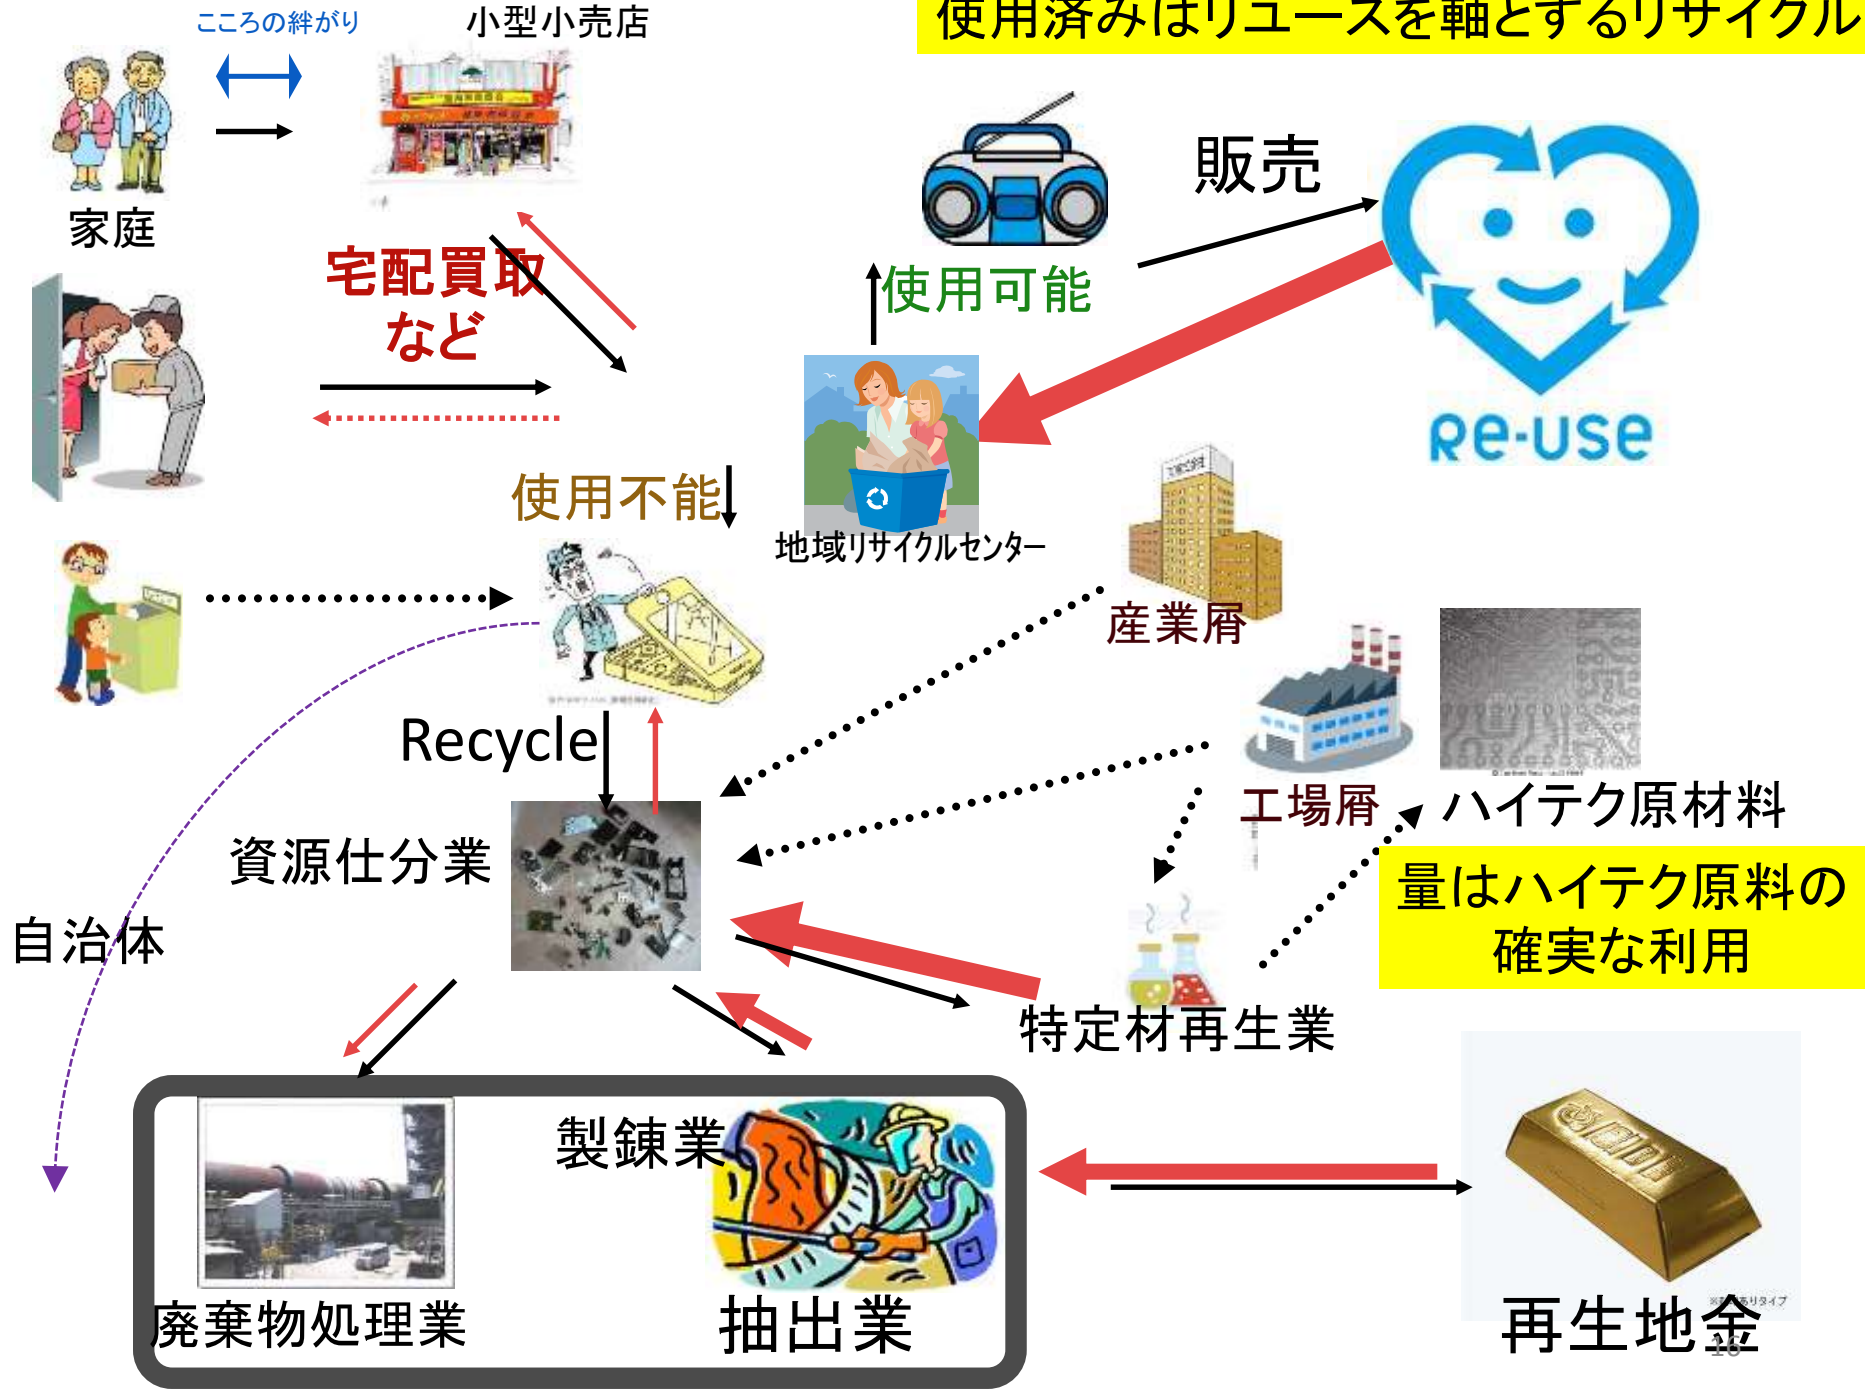 使用済みはリユースを軸とするリサイクル
こころの絆がり
小型小売店
家庭
宅配買取
など
販売
使用可能
Re-use
使用不能
地域リサイクルセンター
産業屑
Recycle
工場屑
ハイテク原材料
資源仕分業
量はハイテク原料の
確実な利用
自治体
特定材再生業
製錬業
廃棄物処理業
抽出業
再生地金
16